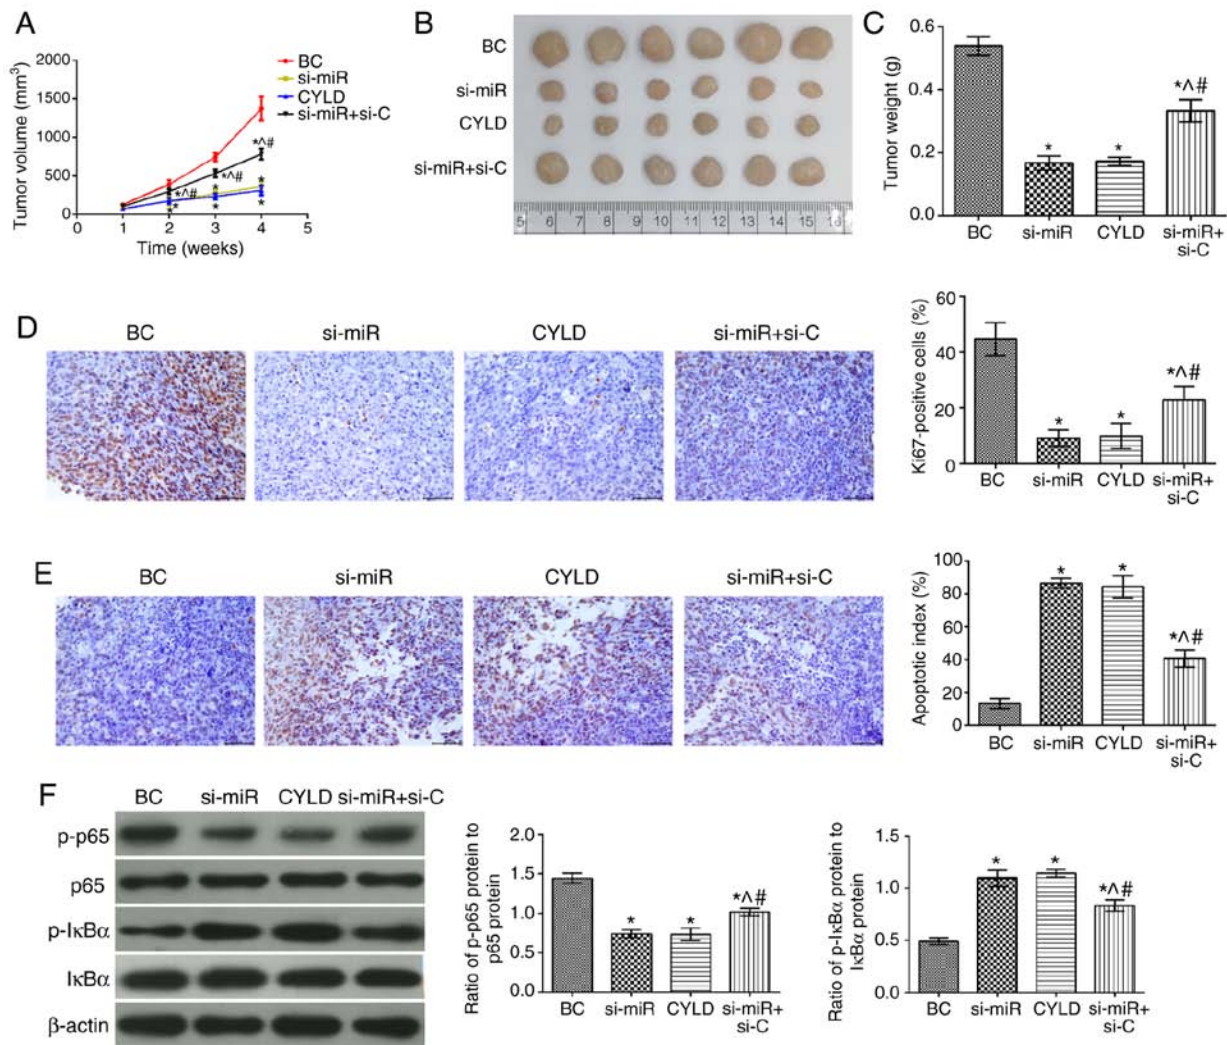 A
Tumor volume (mm³)
2000
1500
1000
500
0
0 1 2 3 4 5
Time (weeks)
BC
si-miR
CYLD
si-miR+si-C
*^#
*^#
*^#
*
*
* *
*
*
B
BC
si-miR
CYLD
si-miR+si-C
5 6 7 8 9 10 11 12 13 14 15 16
C
Tumor weight (g)
0.6
0.4
0.2
0.0
* * *^#
BC si-miR CYLD si-miR+
si-C
D
BC si-miR CYLD si-miR+si-C
Ki67-positive cells (%)
60
40
20
0
* * *^#
BC si-miR CYLD si-miR+
si-C
E
BC si-miR CYLD si-miR+si-C
Apoptotic index (%)
100
80
60
40
20
0
* * *^#
BC si-miR CYLD si-miR+
si-C
F
BC si-miR CYLD si-miR+si-C
p-p65
p65
p-IκBα
IκBα
β-actin
Ratio of p-p65 protein to
p65 protein
2.0
1.5
1.0
0.5
0.0
* * *^#
BC si-miR CYLD si-miR+
si-C
Ratio of p-IκBα protein to
IκBα protein
1.5
1.0
0.5
0.0
* * *^#
BC si-miR CYLD si-miR+
si-C